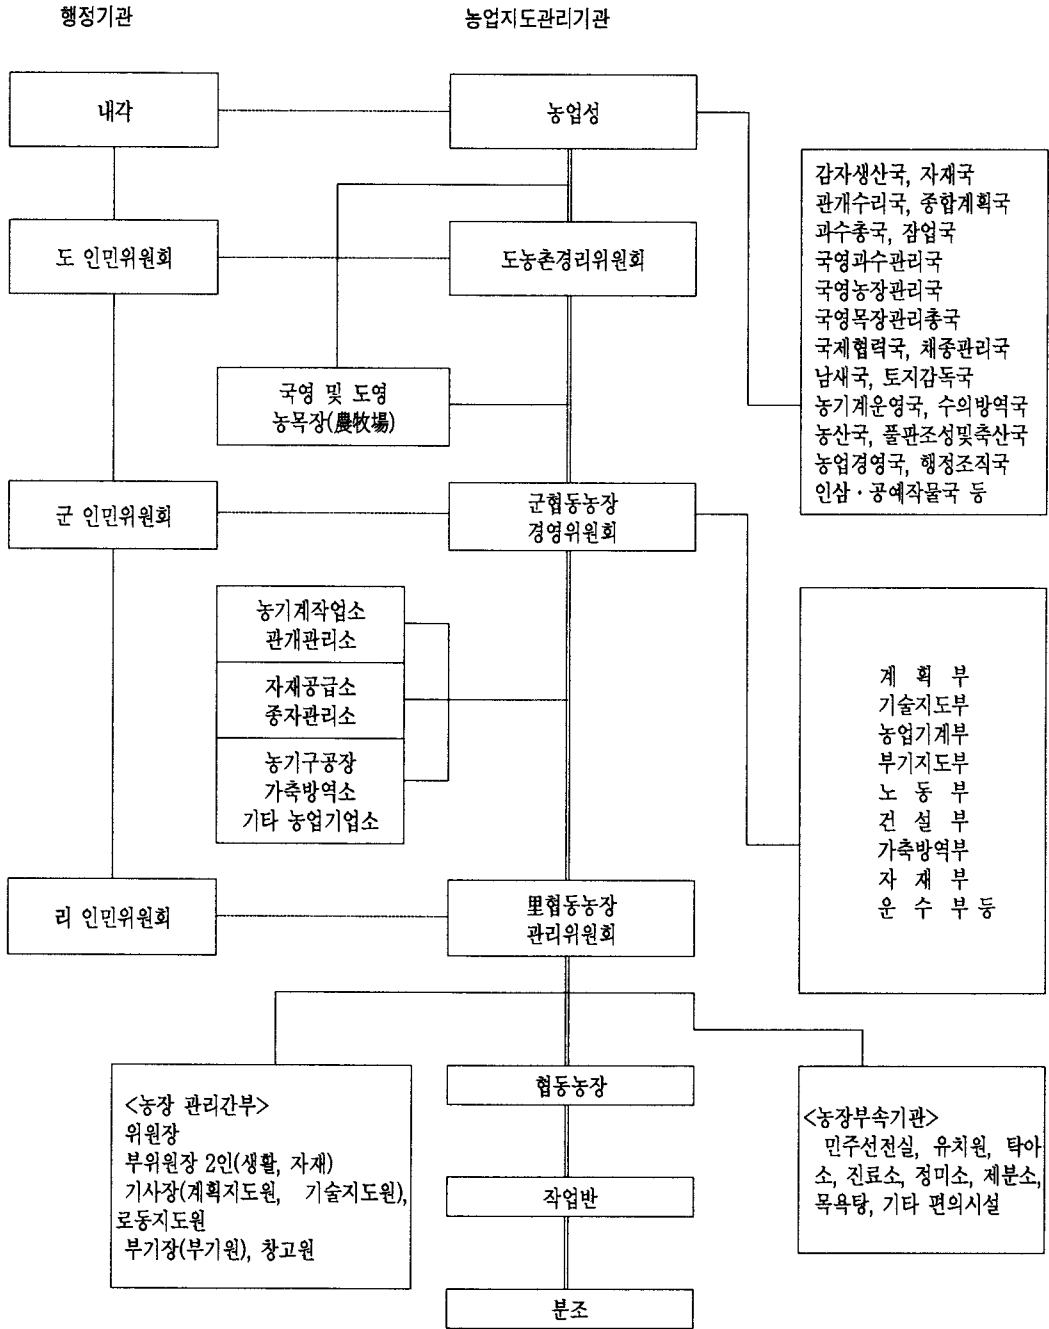 행정기관
농업지도관리기관
내각
농업성
감자생산국, 자재국
관개수리국, 종합계획국
과수총국, 잠업국
국영과수관리국
국영농장관리국
국영목장관리총국
국제협력국, 채종관리국
남새국, 토지감독국
농기계운영국, 수의방역국
농산국, 풀판조성및축산국
농업경영국, 행정조직국
인삼·공예작물국 등
도 인민위원회
도농촌경리위원회
국영 및 도영
농목장(農牧場)
군 인민위원회
군협동농장
경영위원회
농기계작업소
관개관리소
자재공급소
종자관리소
농기구공장
가축방역소
기타 농업기업소
계 획 부
기술지도부
농업기계부
부기지도부
노 동 부
건 설 부
가축방역부
자 재 부
운 수 부 등
리 인민위원회
里협동농장
관리위원회
<농장 관리간부>
위원장
부위원장 2인(생활, 자재)
기사장(계획지도원, 기술지도원),
로동지도원
부기장(부기원), 창고원
협동농장
작업반
분조
<농장부속기관>
민주선전실, 유치원, 탁아
소, 진료소, 정미소, 제분소,
목욕탕, 기타 편의시설